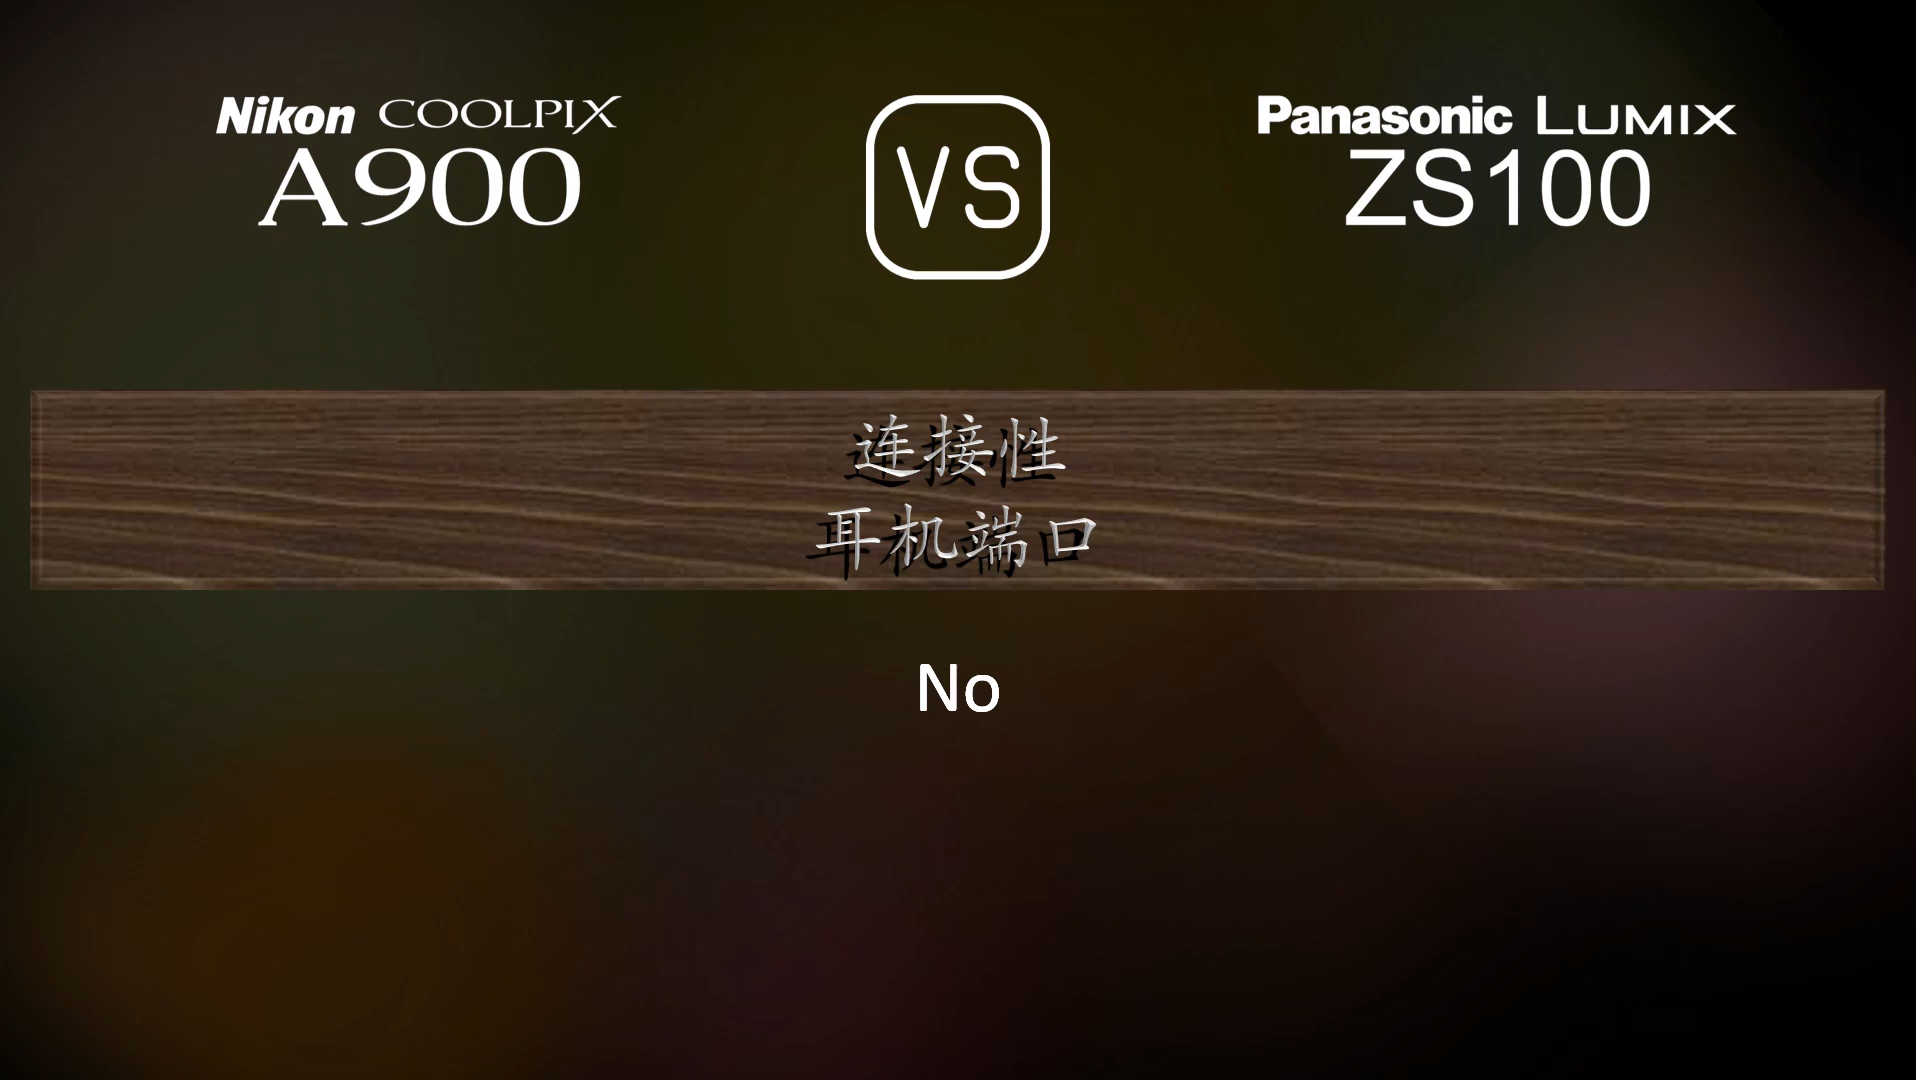 Nikon COOLPIX
A900
VS
Panasonic LUMIX
ZS100
连接性
耳机端口
No